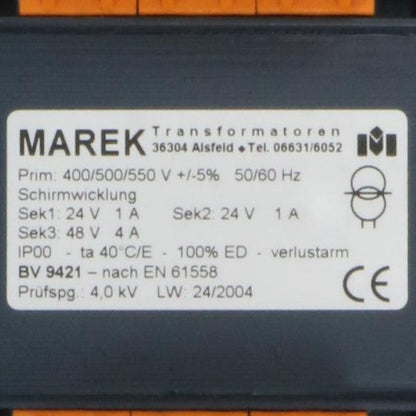 MAREK Transformatoren
36304 Alsfeld ◆ Tel. 06631/6052
Prim: 400/500/550 V +/-5% 50/60 Hz
Schirmwicklung
Sek1: 24 V 1 A Sek2: 24 V 1 A
Sek3: 48 V 4 A
IP00 - ta 40°C/E - 100% ED - verlustarm
BV 9421 – nach EN 61558
Prüfspg.: 4,0 kV LW: 24/2004
CE